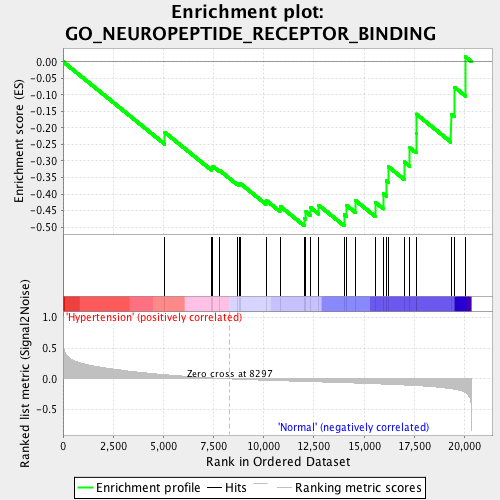 Enrichment plot:
GO_NEUROPEPTIDE_RECEPTOR_BINDING
Enrichment score (ES)
0.00
-0.05
-0.10
-0.15
-0.20
-0.25
-0.30
-0.35
-0.40
-0.45
-0.50
Ranked list metric (Signal2Noise)
'Hypertension' (positively correlated)
1.0
0.5
0.0
-0.5
Zero cross at 8297
'Normal' (negatively correlated)
0 2,500 5,000 7,500 10,000 12,500 15,000 17,500 20,000
Rank in Ordered Dataset
Enrichment profile Hits Ranking metric scores